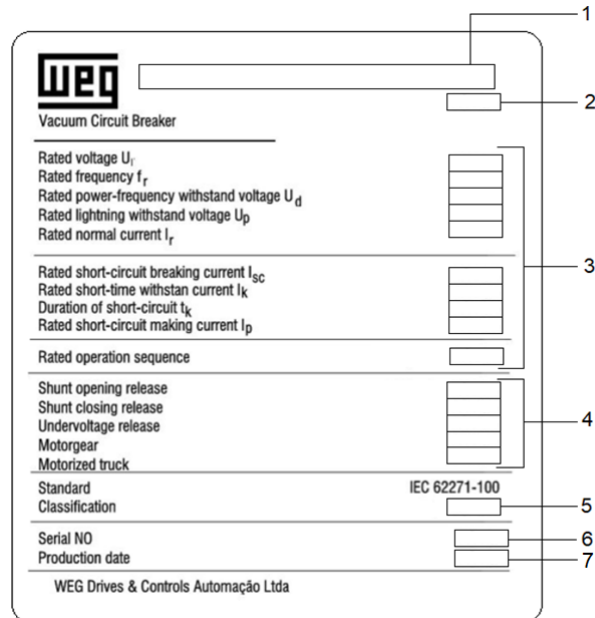 1
weg
2
Vacuum Circuit Breaker
Rated voltage Ur
Rated frequency fr
Rated power-frequency withstand voltage Ud
Rated lightning withstand voltage Up
Rated normal current Ir
3
Rated short-circuit breaking current Isc
Rated short-time withstan current Ik
Duration of short-circuit tk
Rated short-circuit making current Ip
Rated operation sequence
Shunt opening release
Shunt closing release
Undervoltage release
4
Motorgear
Motorized truck
Standard IEC 62271-100
Classification 5
Serial NO 6
Production date 7
WEG Drives & Controls Automação Ltda